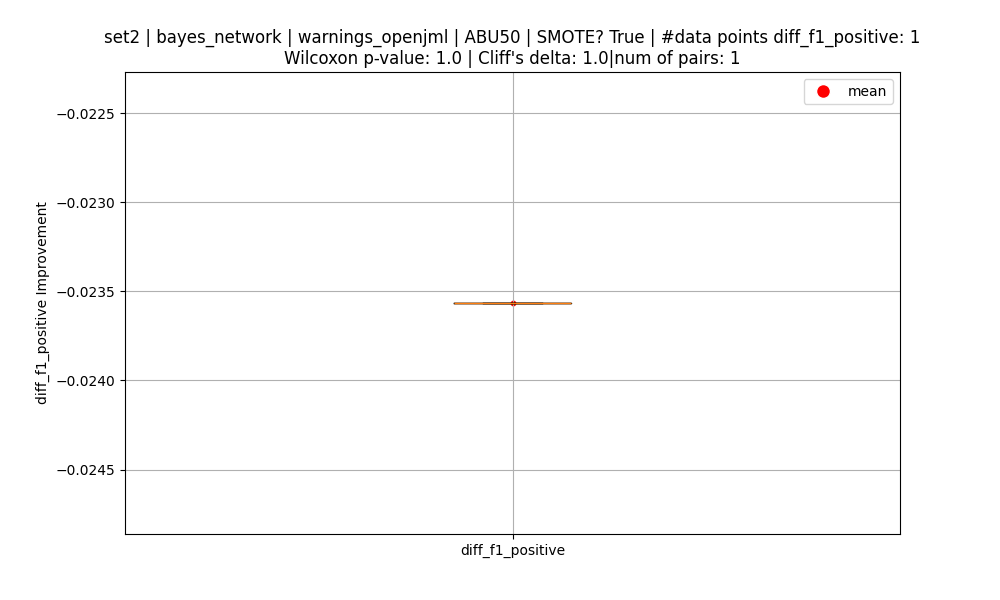 set2 | bayes_network | warnings_openjml | ABU50 | SMOTE? True | #data points diff_f1_positive: 1
Wilcoxon p-value: 1.0 | Cliff's delta: 1.0|num of pairs: 1
mean
−0.0225
−0.0230
−0.0235
−0.0240
−0.0245
diff_f1_positive Improvement
diff_f1_positive